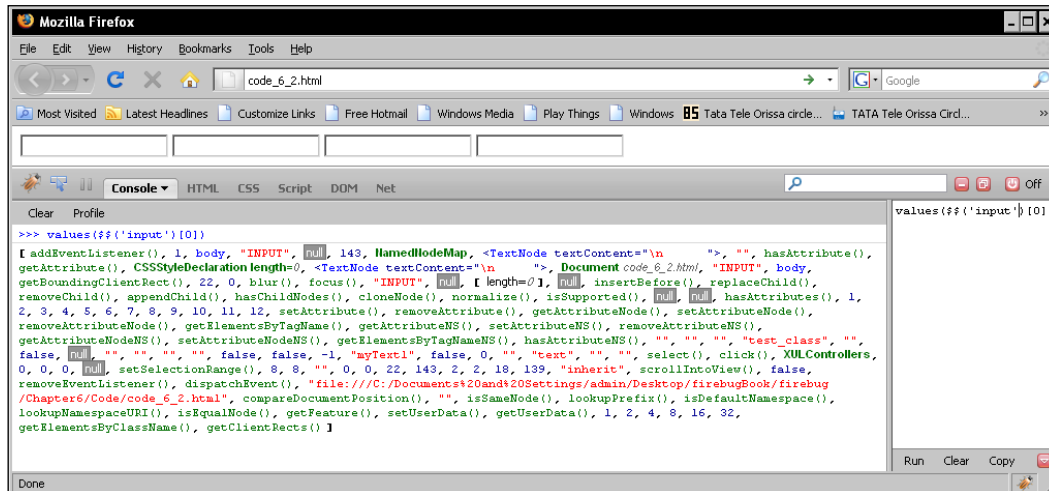 Mozilla Firefox
File Edit View History Bookmarks Tools Help
code_6_2.html
G Google
Most Visited Latest Headlines Customize Links Free Hotmail Windows Media Play Things Windows 85 Tata Tele Orissa circle... TATA Tele Orissa Circl... »
Console HTML CSS Script DOM Net Off
Clear Profile
values($$('input')[0]
>>> values($$('input')[0])
[ addEventListener(), 1, body, "INPUT", null, 143, NamedNodeMap, <TextNode textContent="\n ">, "", hasAttribute(),
getAttribute(), CSSStyleDeclaration length=0, <TextNode textContent="\n ">, Document code_6_2.html, "INPUT", body,
getBoundingClientRect(), 22, 0, blur(), focus(), "INPUT", null, [ length=0 ], null, insertBefore(), replaceChild(),
removeChild(), appendChild(), hasChildNodes(), cloneNode(), normalize(), isSupported(), null, null, hasAttributes(), 1,
2, 3, 4, 5, 6, 7, 8, 9, 10, 11, 12, setAttribute(), removeAttribute(), getAttributeNode(), setAttributeNode(),
removeAttributeNode(), getElementsByTagName(), getAttributeNS(), setAttributeNS(), removeAttributeNS(),
getAttributeNodeNS(), setAttributeNodeNS(), getElementsByTagNameNS(), hasAttributeNS(), "", "", "", "test_class", "",
false, null, "", "", "", "", false, false, -1, "myText1", false, 0, "", "text", "", "", select(), click(), XULControllers,
0, 0, 0, null, setSelectionRange(), 8, 8, "", 0, 0, 22, 143, 2, 2, 18, 139, "inherit", scrollIntoView(), false,
removeEventListener(), dispatchEvent(), "file:///C:/Documents%20and%20Settings/admin/Desktop/firebugBook/firebug
/Chapter6/Code/code_6_2.html", compareDocumentPosition(), "", isSameNode(), lookupPrefix(), isDefaultNamespace(),
lookupNamespaceURI(), isEqualNode(), getFeature(), setUserData(), getUserData(), 1, 2, 4, 8, 16, 32,
getElementsByClassName(), getClientRects() ]
Run Clear Copy
Done